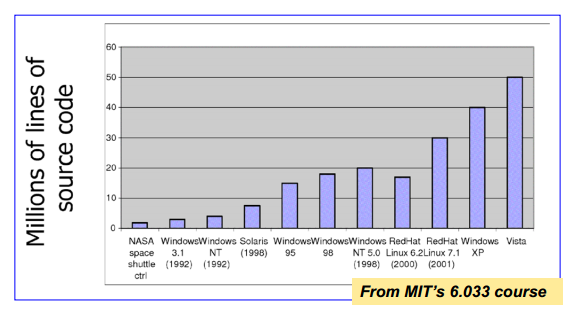 Millions of lines of
source code
60
50
40
30
20
10
0
NASA
space
shuttle
ctrl
Windows
3.1
(1992)
Windows
NT
(1992)
Solaris
(1998)
Windows
95
Windows
98
Windows
NT 5.0
(1998)
RedHat
Linux 6.2
(2000)
RedHat
Linux 7.1
(2001)
Windows
XP
Vista
From MIT's 6.033 course